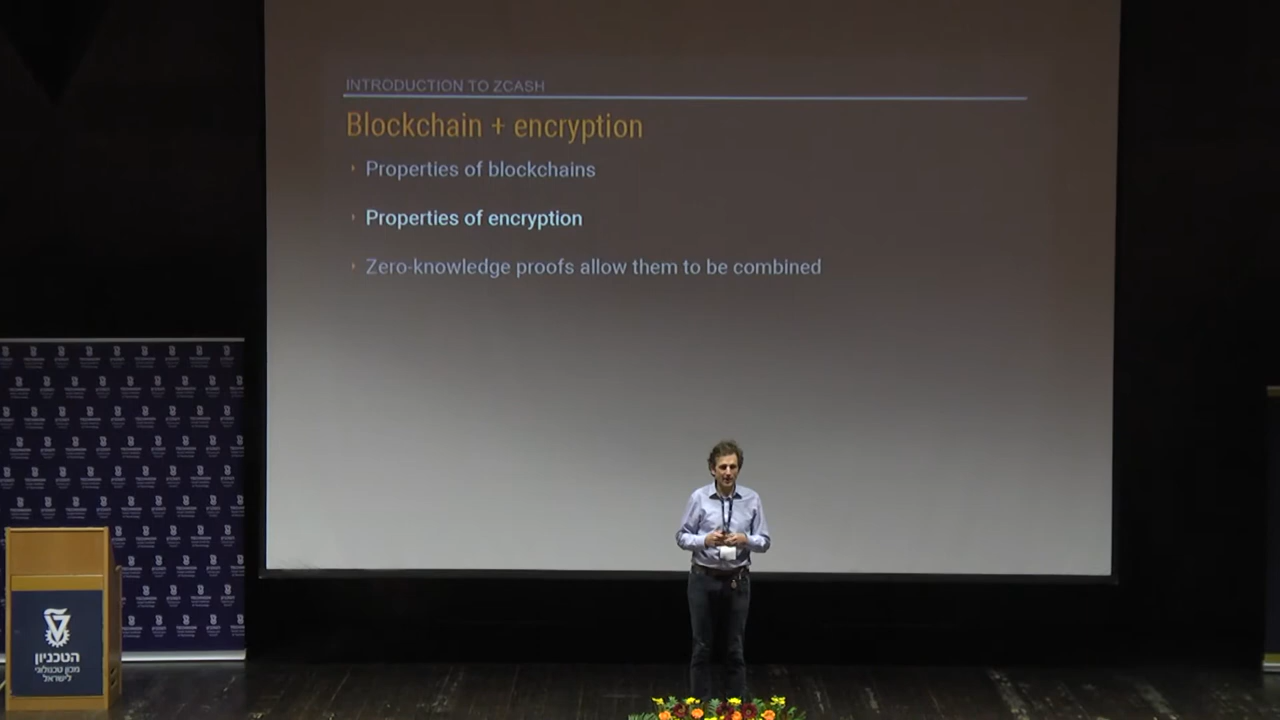 INTRODUCTION TO ZCASH
Blockchain + encryption
Properties of blockchains
Properties of encryption
Zero-knowledge proofs allow them to be combined
הטכניון
מכון טכנולוגי
לישראל